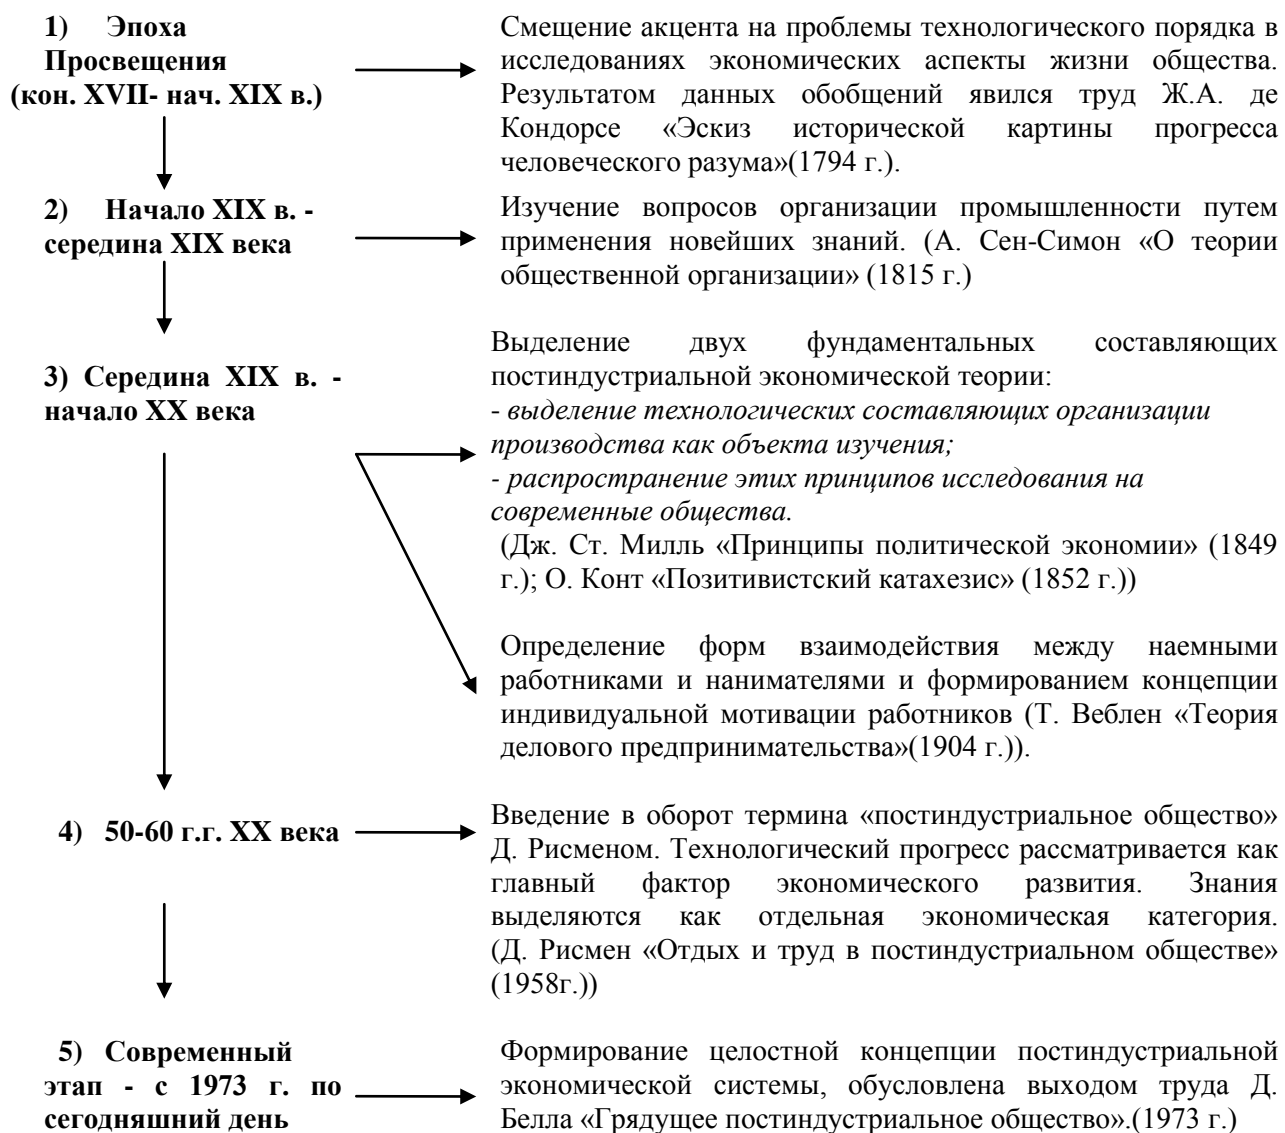 1) Эпоха
Просвещения
(кон. XVII- нач. XIX в.)
Смещение акцента на проблемы технологического порядка в
исследованиях экономических аспекты жизни общества.
Результатом данных обобщений явился труд Ж.А. де
Кондорсе «Эскиз исторической картины прогресса
человеческого разума»(1794 г.).
2) Начало XIX в. -
середина XIX века
Изучение вопросов организации промышленности путем
применения новейших знаний. (А. Сен-Симон «О теории
общественной организации» (1815 г.)
3) Середина XIX в. -
начало XX века
Выделение двух фундаментальных составляющих
постиндустриальной экономической теории:
- выделение технологических составляющих организации
производства как объекта изучения;
- распространение этих принципов исследования на
современные общества.
(Дж. Ст. Милль «Принципы политической экономии» (1849
г.); О. Конт «Позитивистский катахезис» (1852 г.))
Определение форм взаимодействия между наемными
работниками и нанимателями и формированием концепции
индивидуальной мотивации работников (Т. Веблен «Теория
делового предпринимательства»(1904 г.)).
4) 50-60 г.г. XX века
Введение в оборот термина «постиндустриальное общество»
Д. Рисменом. Технологический прогресс рассматривается как
главный фактор экономического развития. Знания
выделяются как отдельная экономическая категория.
(Д. Рисмен «Отдых и труд в постиндустриальном обществе»
(1958г.))
5) Современный
этап - с 1973 г. по
сегодняшний день
Формирование целостной концепции постиндустриальной
экономической системы, обусловлена выходом труда Д.
Белла «Грядущее постиндустриальное общество».(1973 г.)